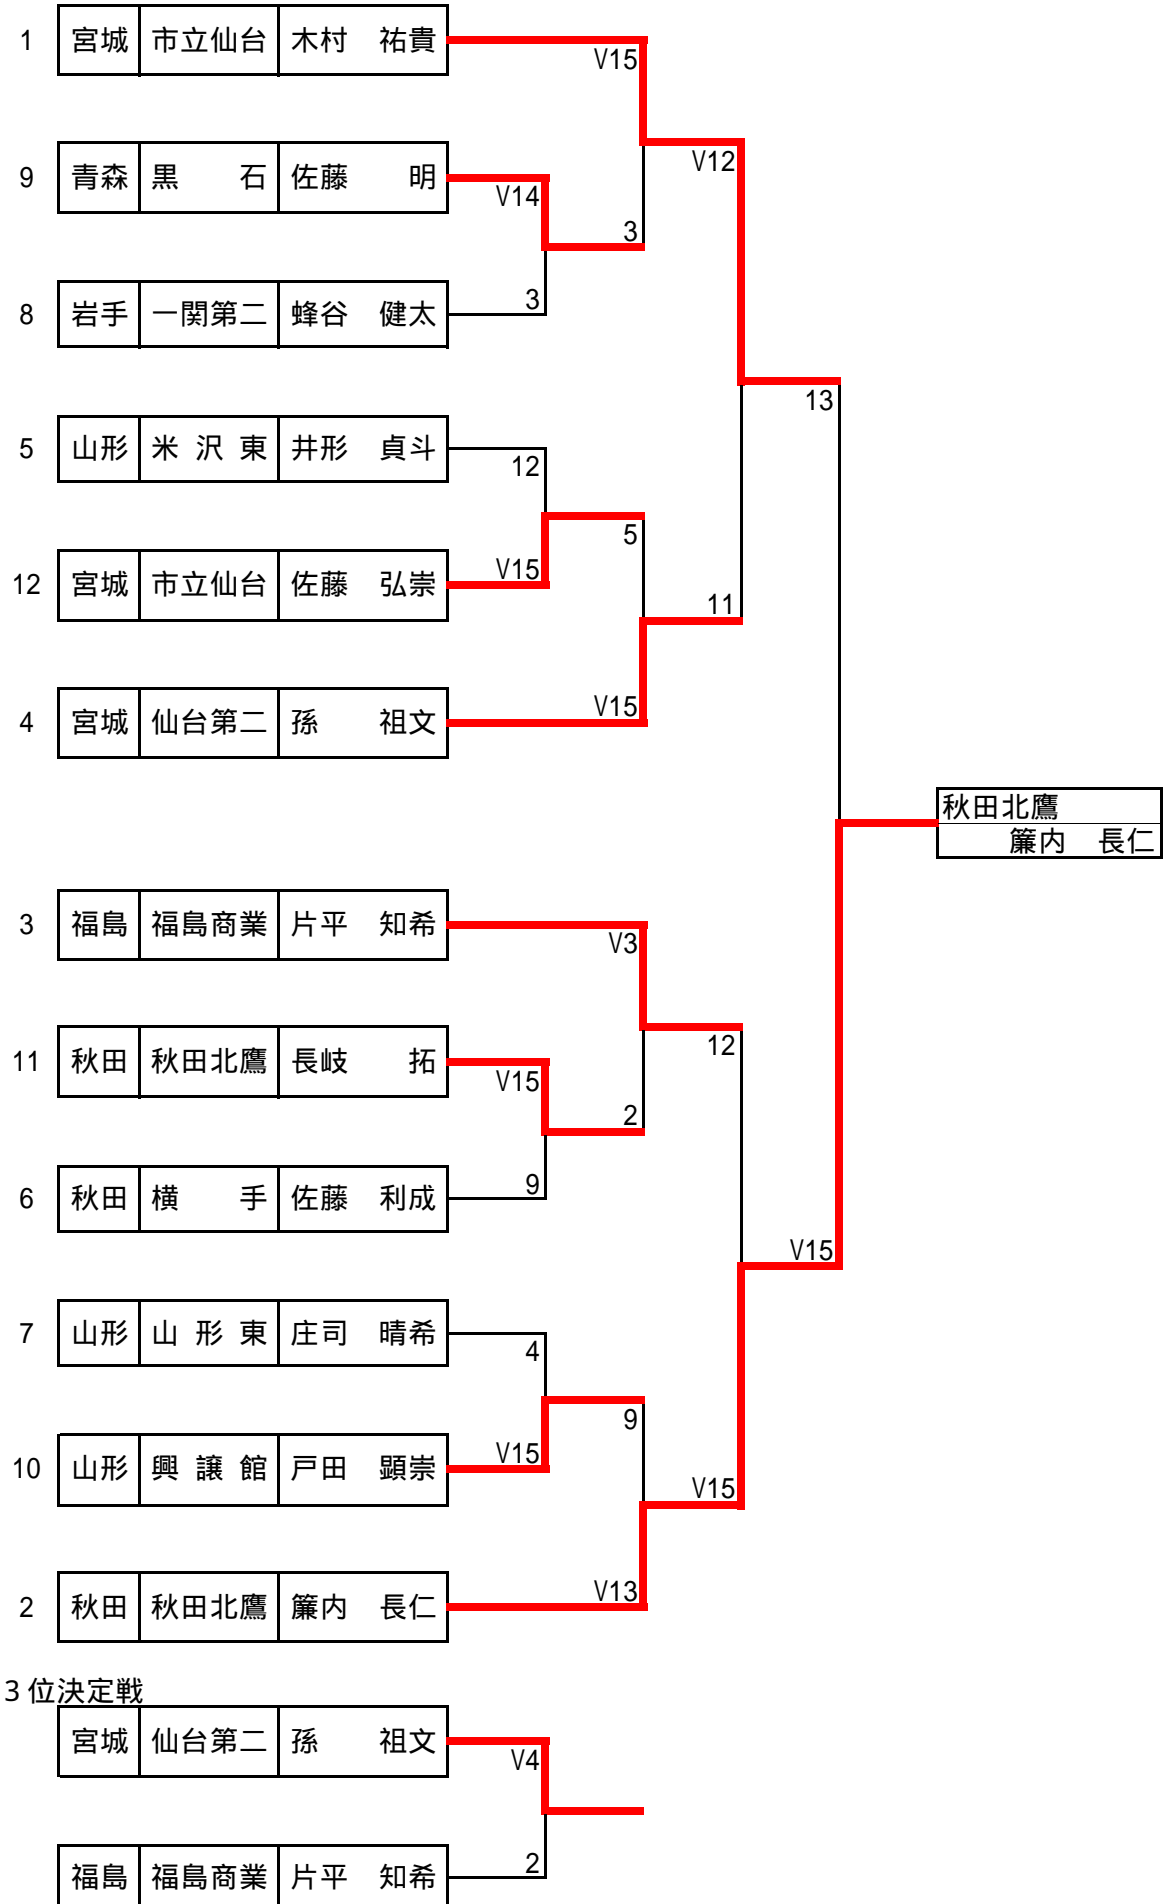 1 宮城 市立仙台 木村 祐貴
V15
V12
9 青森 黒 石 佐藤 明
V14
3
8 岩手 一関第二 蜂谷 健太
3
13
5 山形 米 沢 東 井形 貞斗
12
5
12 宮城 市立仙台 佐藤 弘崇
V15
11
4 宮城 仙台第二 孫 祖文
V15
秋田北鷹
簾内 長仁
3 福島 福島商業 片平 知希
V3
12
11 秋田 秋田北鷹 長岐 拓
V15
2
6 秋田 横 手 佐藤 利成
9
V15
7 山形 山 形 東 庄司 晴希
4
9
10 山形 興 譲 館 戸田 顕崇
V15
V15
2 秋田 秋田北鷹 簾内 長仁
V13
3位決定戦
宮城 仙台第二 孫 祖文
V4
福島 福島商業 片平 知希
2